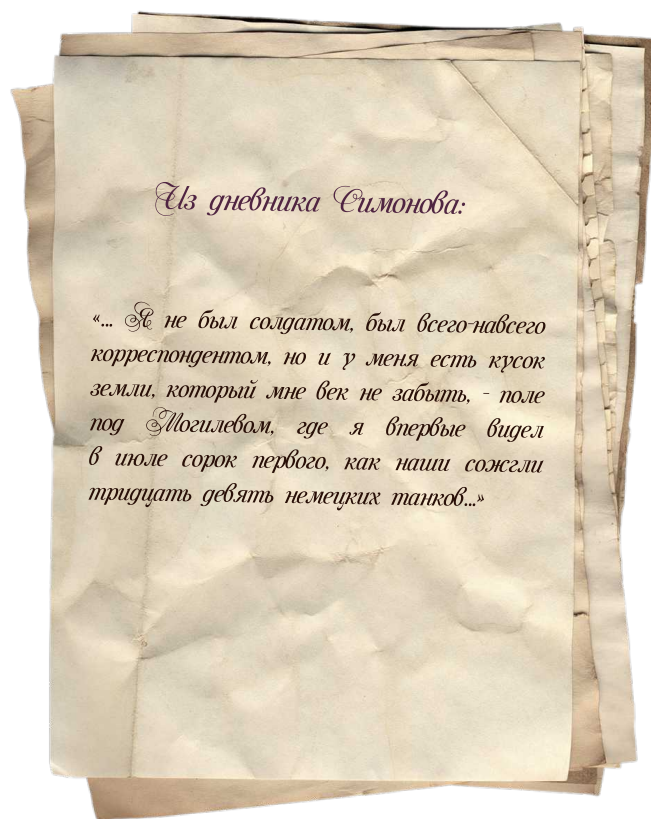 Из дневника Симонова:
«... Я не был солдатом, был всего-навсего
корреспондентом, но и у меня есть кусок
земли, который мне век не забыть, - поле
под Могилевом, где я впервые видел
в июле сорок первого, как наши сожгли
тридцать девять немецких танков...»